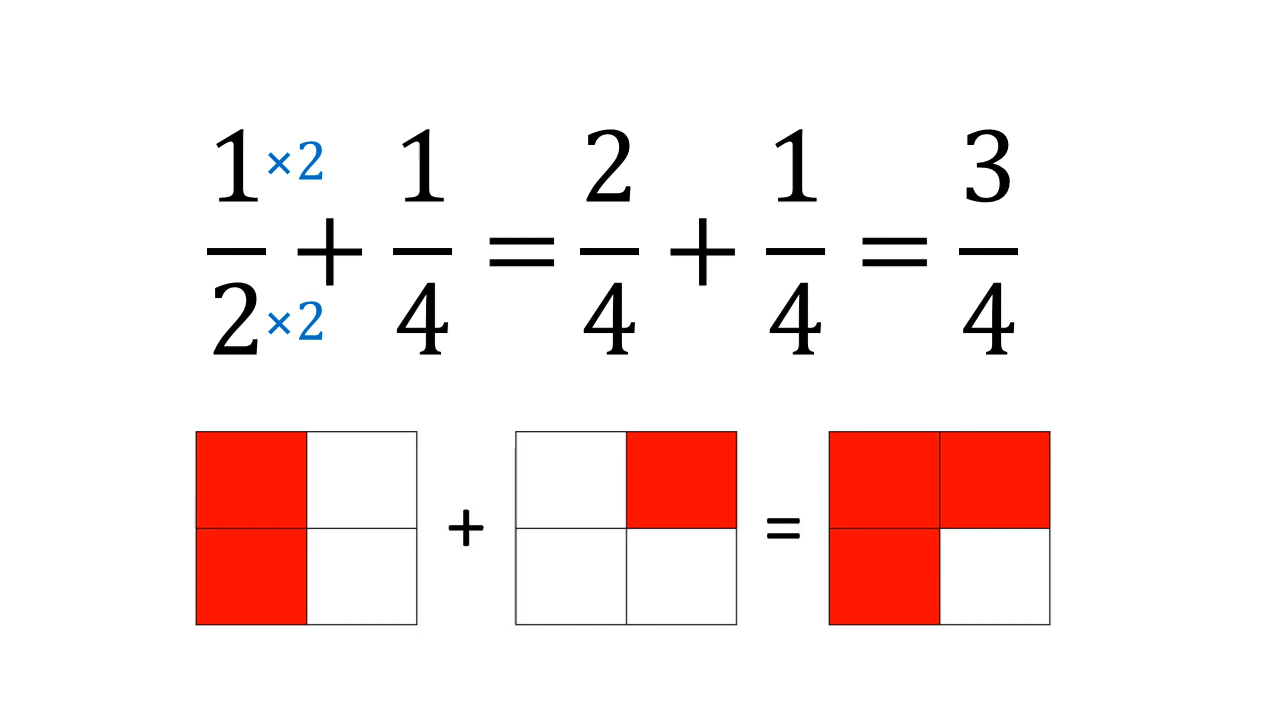 1×2/2×2 + 1/4 = 2/4 + 1/4 = 3/4
+ =